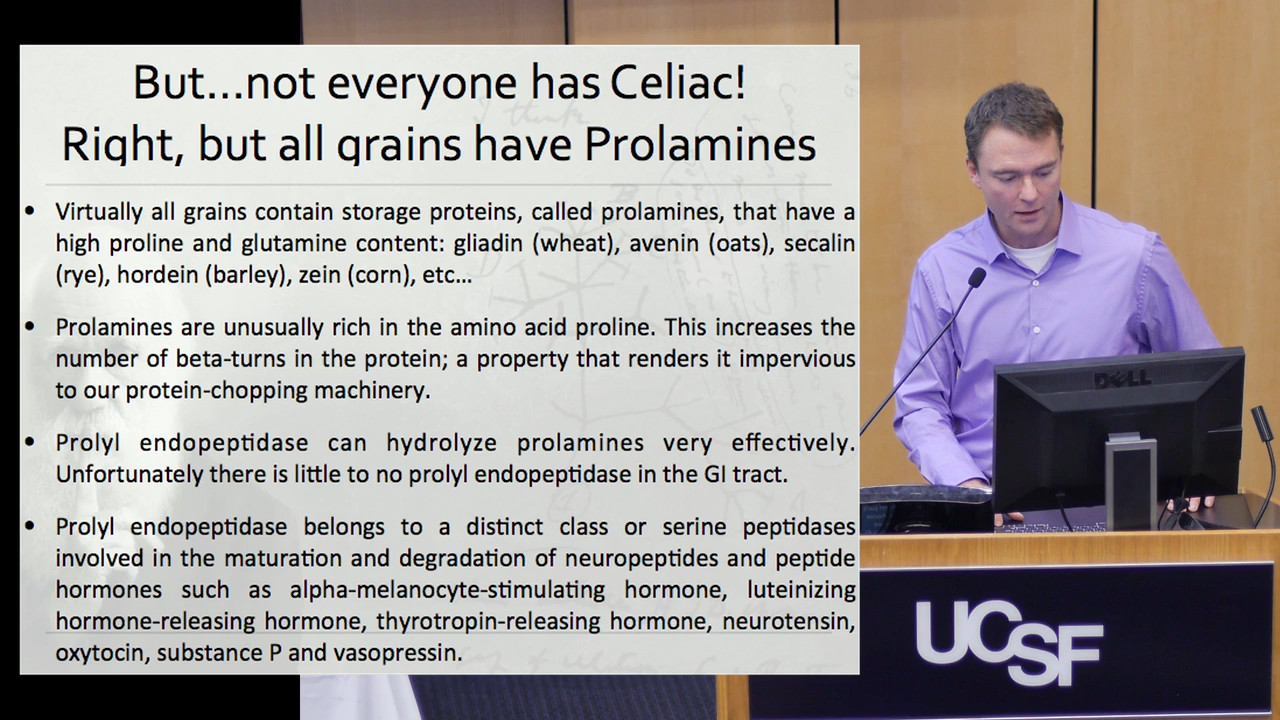 But...not everyone has Celiac!
Right, but all grains have Prolamines
• Virtually all grains contain storage proteins, called prolamines, that have a
high proline and glutamine content: gliadin (wheat), avenin (oats), secalin
(rye), hordein (barley), zein (corn), etc...
• Prolamines are unusually rich in the amino acid proline. This increases the
number of beta-turns in the protein; a property that renders it impervious
to our protein-chopping machinery.
• Prolyl endopeptidase can hydrolyze prolamines very effectively.
Unfortunately there is little to no prolyl endopeptidase in the GI tract.
• Prolyl endopeptidase belongs to a distinct class or serine peptidases
involved in the maturation and degradation of neuropeptides and peptide
hormones such as alpha-melanocyte-stimulating hormone, luteinizing
hormone-releasing hormone, thyrotropin-releasing hormone, neurotensin,
oxytocin, substance P and vasopressin.
I think
DELL
UCSF